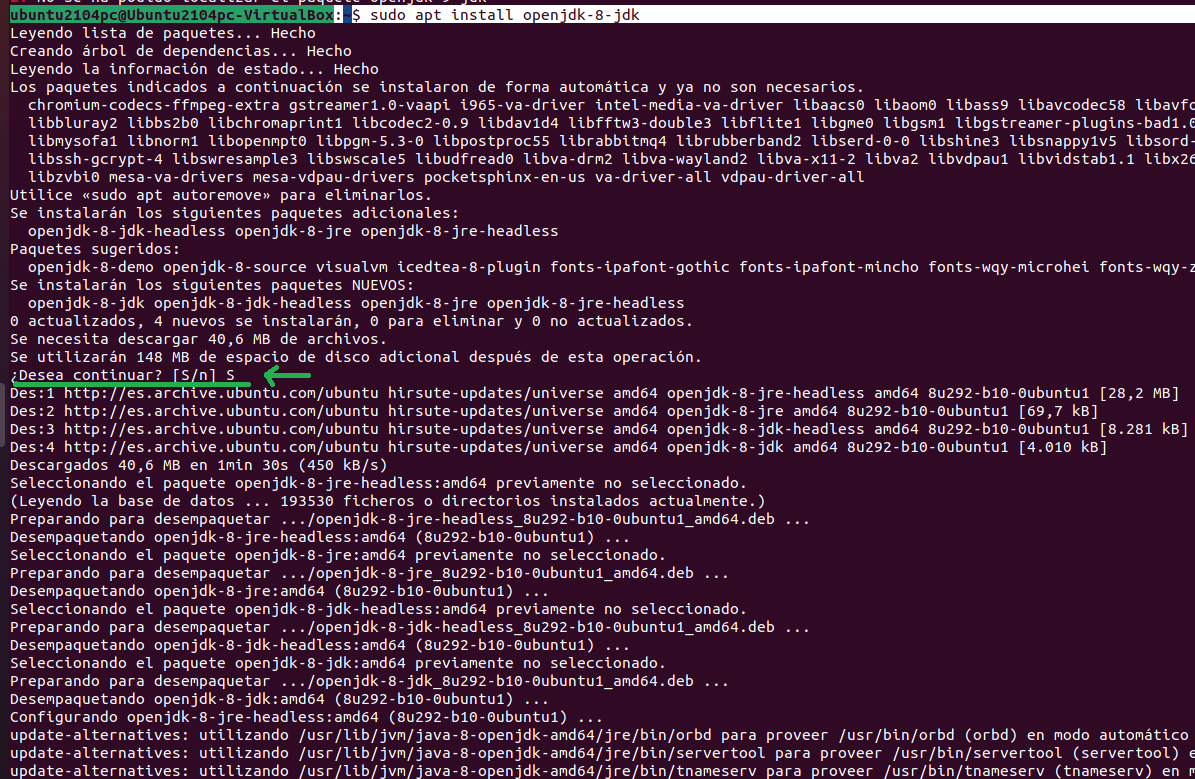 ubuntu2104pc@Ubuntu2104pc-VirtualBox:~$ sudo apt install openjdk-8-jdk
Leyendo lista de paquetes... Hecho
Creando árbol de dependencias... Hecho
Leyendo la información de estado... Hecho
Los paquetes indicados a continuación se instalaron de forma automática y ya no son necesarios.
chromium-codecs-ffmpeg-extra gstreamer1.0-vaapi i965-va-driver intel-media-va-driver libaacs0 libaom0 libass9 libavcodec58 libavfo
libbluray2 libbs2b0 libchromaprint1 libcodec2-0.9 libdav1d4 libfftw3-double3 libflite1 libgme0 libgsm1 libgstreamer-plugins-bad1.0
libmysofa1 libnorm1 libopenmpt0 libpgm-5.3-0 libpostproc55 librabbitmq4 librubberband2 libserd-0-0 libshine3 libsnappy1v5 libsord-
libssh-gcrypt-4 libswresample3 libswscale5 libudfread0 libva-drm2 libva-wayland2 libva-x11-2 libva2 libvdpau1 libvidstab1.1 libx26
libzvbi0 mesa-va-drivers mesa-vdpau-drivers pocketsphinx-en-us va-driver-all vdpau-driver-all
Utilice «sudo apt autoremove» para eliminarlos.
Se instalarán los siguientes paquetes adicionales:
openjdk-8-jdk-headless openjdk-8-jre openjdk-8-jre-headless
Paquetes sugeridos:
openjdk-8-demo openjdk-8-source visualvm icedtea-8-plugin fonts-ipafont-gothic fonts-ipafont-mincho fonts-wqy-microhei fonts-wqy-z
Se instalarán los siguientes paquetes NUEVOS:
openjdk-8-jdk openjdk-8-jdk-headless openjdk-8-jre openjdk-8-jre-headless
0 actualizados, 4 nuevos se instalarán, 0 para eliminar y 0 no actualizados.
Se necesita descargar 40,6 MB de archivos.
Se utilizarán 148 MB de espacio de disco adicional después de esta operación.
¿Desea continuar? [S/n] S
Des:1 http://es.archive.ubuntu.com/ubuntu hirsute-updates/universe amd64 openjdk-8-jre-headless amd64 8u292-b10-0ubuntu1 [28,2 MB]
Des:2 http://es.archive.ubuntu.com/ubuntu hirsute-updates/universe amd64 openjdk-8-jre amd64 8u292-b10-0ubuntu1 [69,7 kB]
Des:3 http://es.archive.ubuntu.com/ubuntu hirsute-updates/universe amd64 openjdk-8-jdk-headless amd64 8u292-b10-0ubuntu1 [8.281 kB]
Des:4 http://es.archive.ubuntu.com/ubuntu hirsute-updates/universe amd64 openjdk-8-jdk amd64 8u292-b10-0ubuntu1 [4.010 kB]
Descargados 40,6 MB en 1min 30s (450 kB/s)
Seleccionando el paquete openjdk-8-jre-headless:amd64 previamente no seleccionado.
(Leyendo la base de datos ... 193530 ficheros o directorios instalados actualmente.)
Preparando para desempaquetar .../openjdk-8-jre-headless_8u292-b10-0ubuntu1_amd64.deb ...
Desempaquetando openjdk-8-jre-headless:amd64 (8u292-b10-0ubuntu1) ...
Seleccionando el paquete openjdk-8-jre:amd64 previamente no seleccionado.
Preparando para desempaquetar .../openjdk-8-jre_8u292-b10-0ubuntu1_amd64.deb ...
Desempaquetando openjdk-8-jre:amd64 (8u292-b10-0ubuntu1) ...
Seleccionando el paquete openjdk-8-jdk-headless:amd64 previamente no seleccionado.
Preparando para desempaquetar .../openjdk-8-jdk-headless_8u292-b10-0ubuntu1_amd64.deb ...
Desempaquetando openjdk-8-jdk-headless:amd64 (8u292-b10-0ubuntu1) ...
Seleccionando el paquete openjdk-8-jdk:amd64 previamente no seleccionado.
Preparando para desempaquetar .../openjdk-8-jdk_8u292-b10-0ubuntu1_amd64.deb ...
Desempaquetando openjdk-8-jdk:amd64 (8u292-b10-0ubuntu1) ...
Configurando openjdk-8-jre-headless:amd64 (8u292-b10-0ubuntu1) ...
update-alternatives: utilizando /usr/lib/jvm/java-8-openjdk-amd64/jre/bin/orbd para proveer /usr/bin/orbd (orbd) en modo automático
update-alternatives: utilizando /usr/lib/jvm/java-8-openjdk-amd64/jre/bin/servertool para proveer /usr/bin/servertool (servertool) e
update-alternatives: utilizando /usr/lib/jvm/java-8-openjdk-amd64/jre/bin/tnameserv para proveer /usr/bin/tnameserv (tnameserv) en